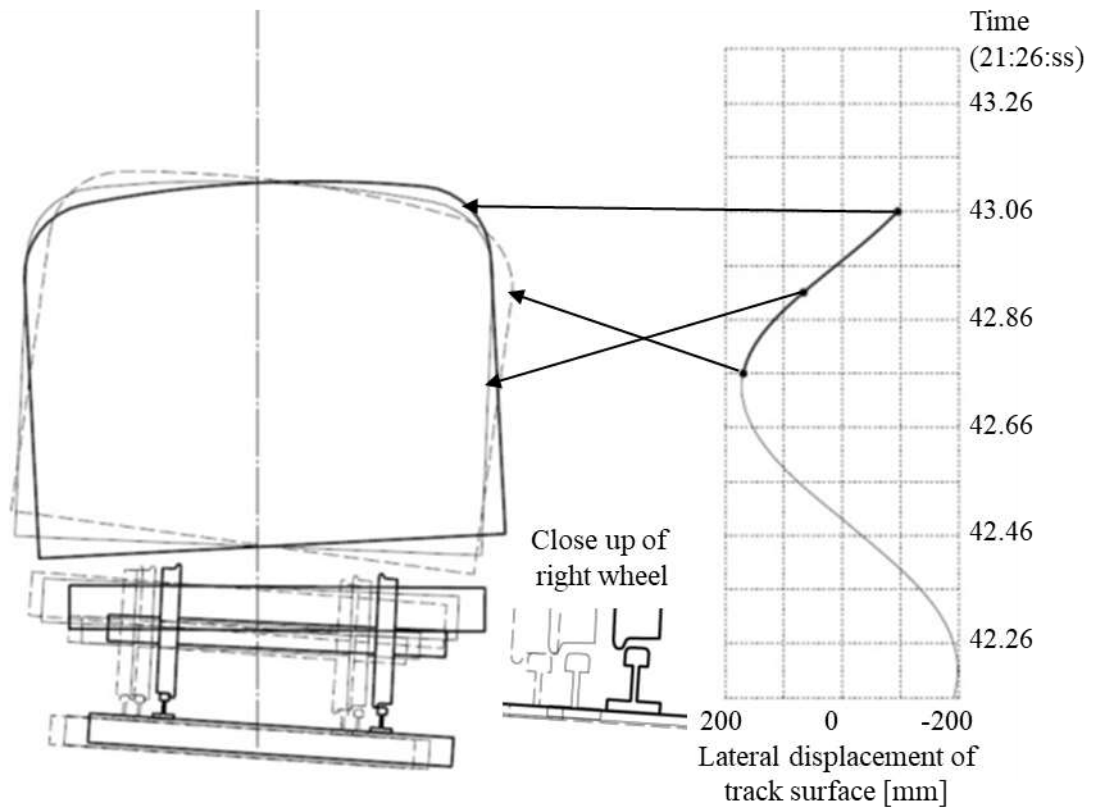 Time
(21:26:ss)
43.26
43.06
42.86
42.66
42.46
42.26
Close up of
right wheel
200 0 -200
Lateral displacement of
track surface [mm]